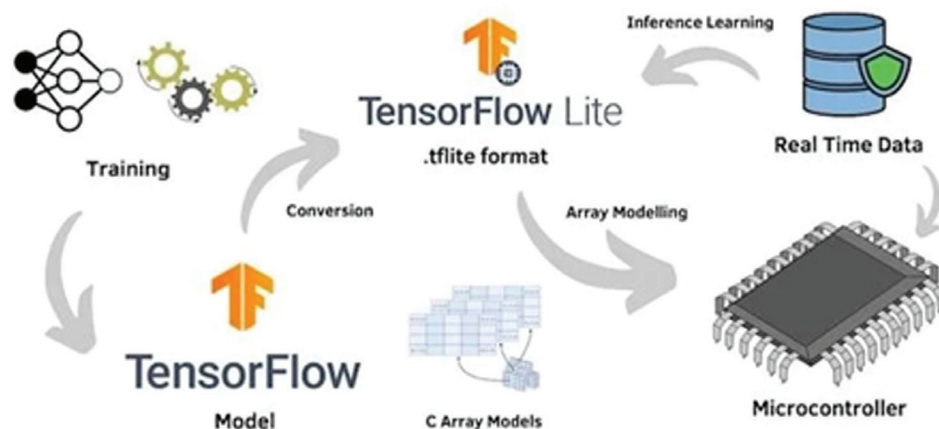 Training
TensorFlow
Model
Conversion
TensorFlow Lite
.tflite format
Inference Learning
Real Time Data
Array Modelling
C Array Models
Microcontroller